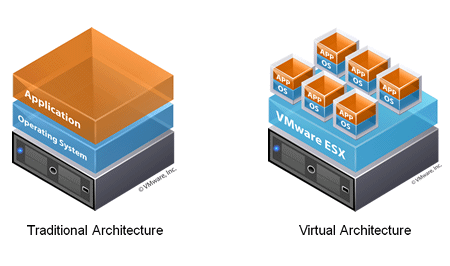 Application
Operating System
© VMware, Inc.
Traditional Architecture
APP
OS
APP
OS
APP
OS
APP
OS
APP
OS
APP
OS
VMware ESX
© VMware, Inc.
Virtual Architecture